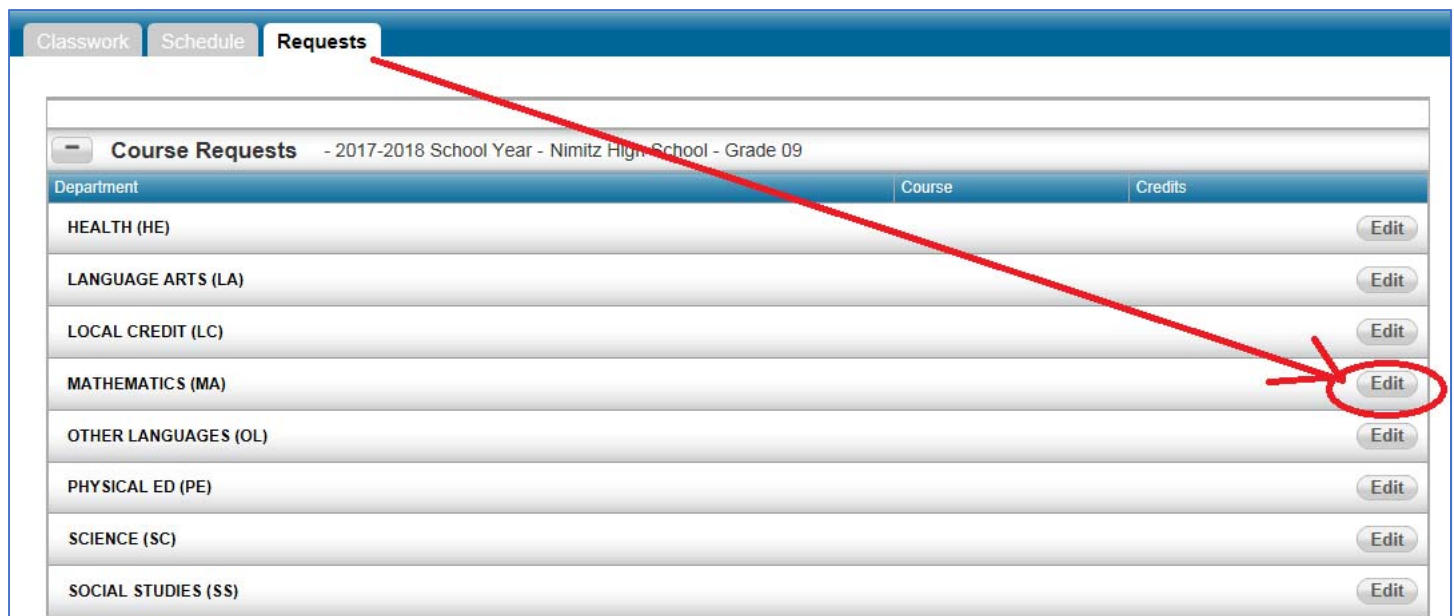 Classwork Schedule Requests
Course Requests - 2017-2018 School Year - Nimitz High School - Grade 09
Department Course Credits
HEALTH (HE) Edit
LANGUAGE ARTS (LA) Edit
LOCAL CREDIT (LC) Edit
MATHEMATICS (MA) Edit
OTHER LANGUAGES (OL) Edit
PHYSICAL ED (PE) Edit
SCIENCE (SC) Edit
SOCIAL STUDIES (SS) Edit